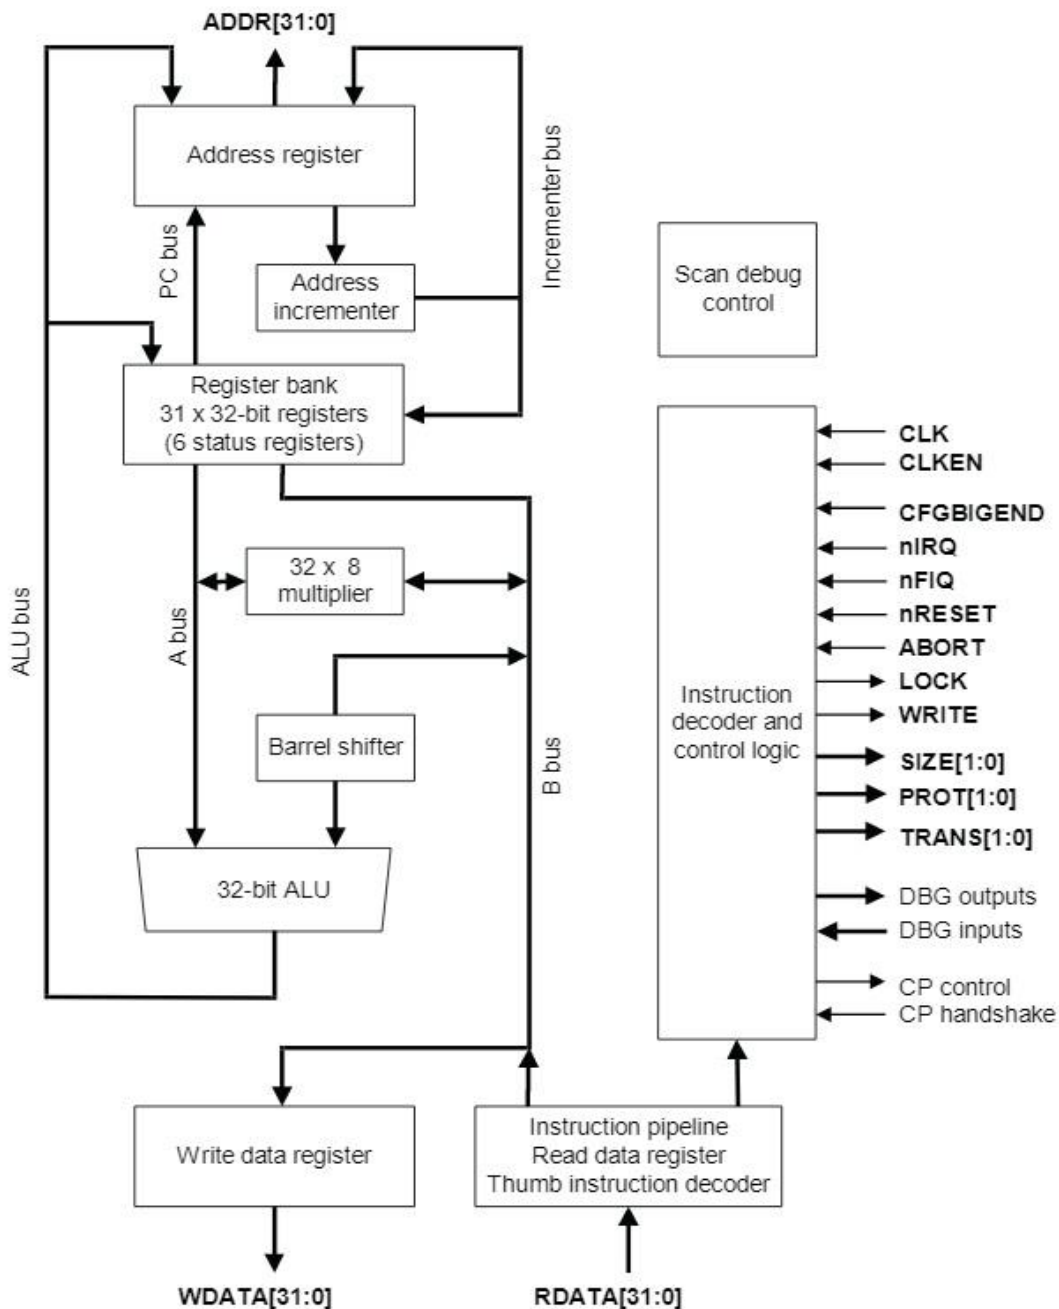 ADDR[31:0]
Address register
Incrementer bus
PC bus
Address
incrementer
Scan debug
control
Register bank
31 x 32-bit registers
(6 status registers)
CLK
CLKEN
CFGBIGEND
nIRQ
nFIQ
nRESET
ABORT
LOCK
WRITE
SIZE[1:0]
PROT[1:0]
TRANS[1:0]
DBG outputs
DBG inputs
CP control
CP handshake
32 x 8
multiplier
ALU bus
A bus
Instruction
decoder and
control logic
Barrel shifter
B bus
32-bit ALU
Write data register
Instruction pipeline
Read data register
Thumb instruction decoder
WDATA[31:0]
RDATA[31:0]